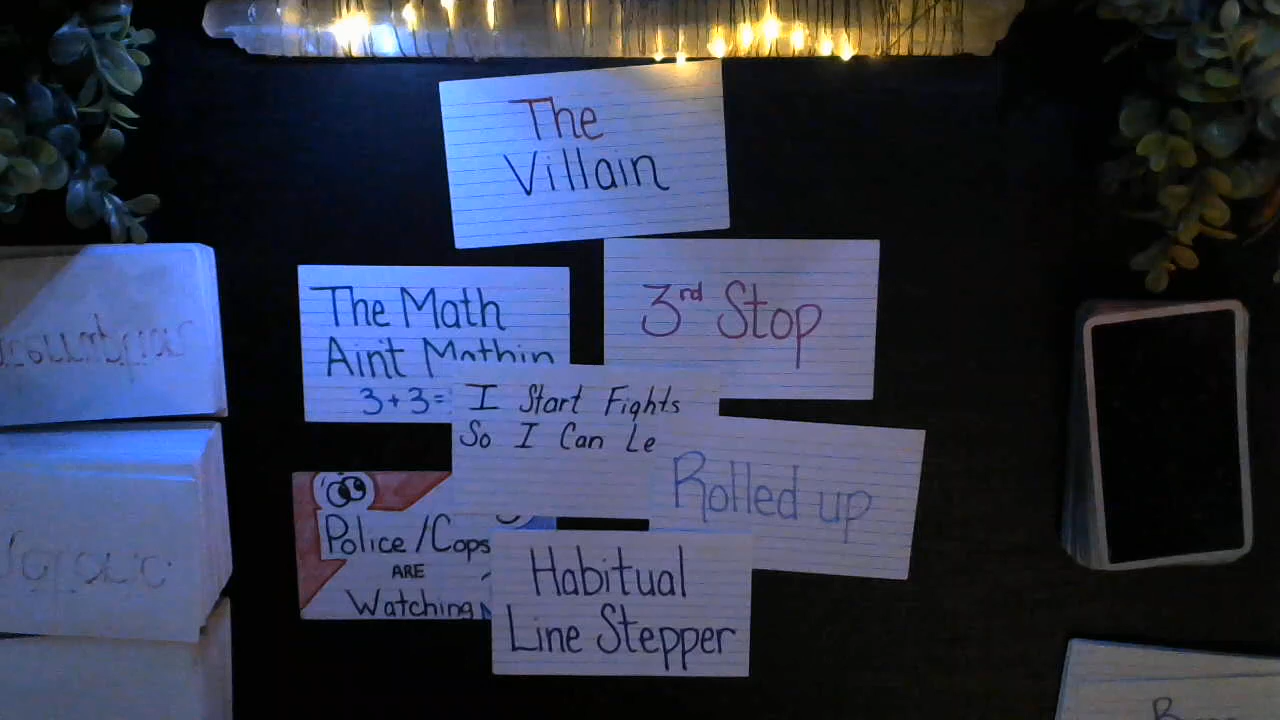 The
Villain
The Math
Ain't Mathin
3+3=
3rd Stop
I Start Fights
So I Can Le
Rolled up
Police/Cops
ARE
Watching
Habitual
Line Stepper